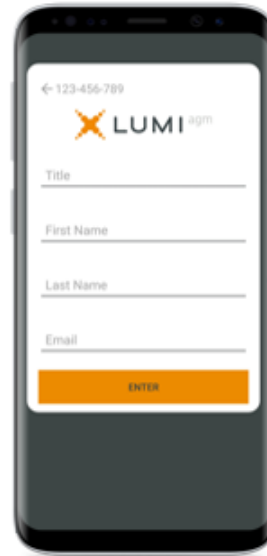 ← 123-456-789
LUMI agm
Title
First Name
Last Name
Email
ENTER